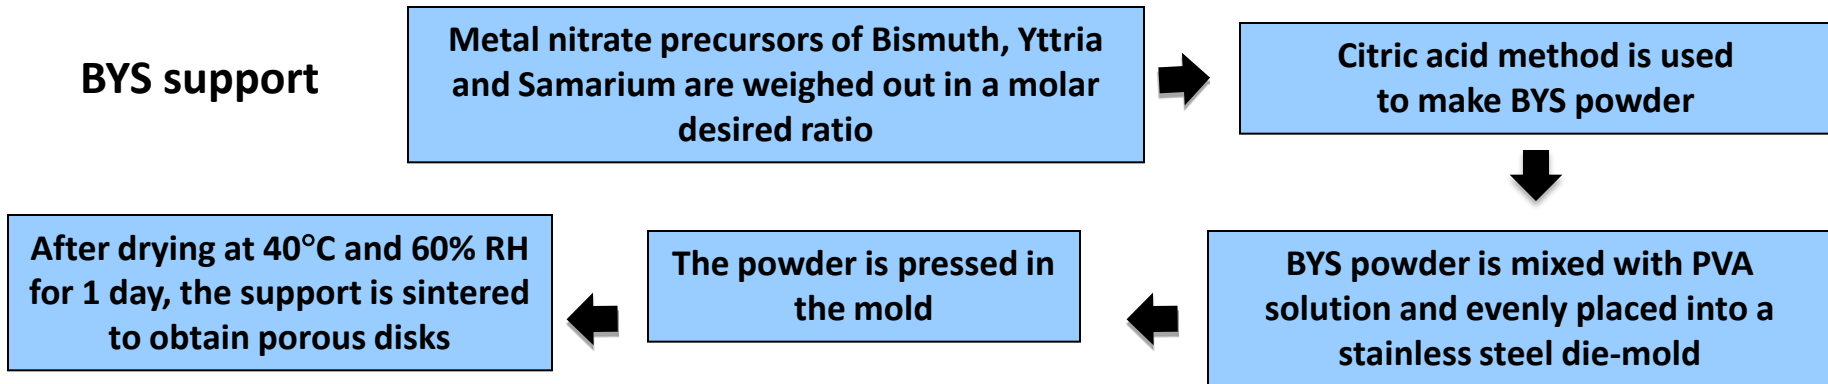 BYS support
Metal nitrate precursors of Bismuth, Yttria
and Samarium are weighed out in a molar
desired ratio
Citric acid method is used
to make BYS powder
BYS powder is mixed with PVA
solution and evenly placed into a
stainless steel die-mold
The powder is pressed in
the mold
After drying at 40°C and 60% RH
for 1 day, the support is sintered
to obtain porous disks